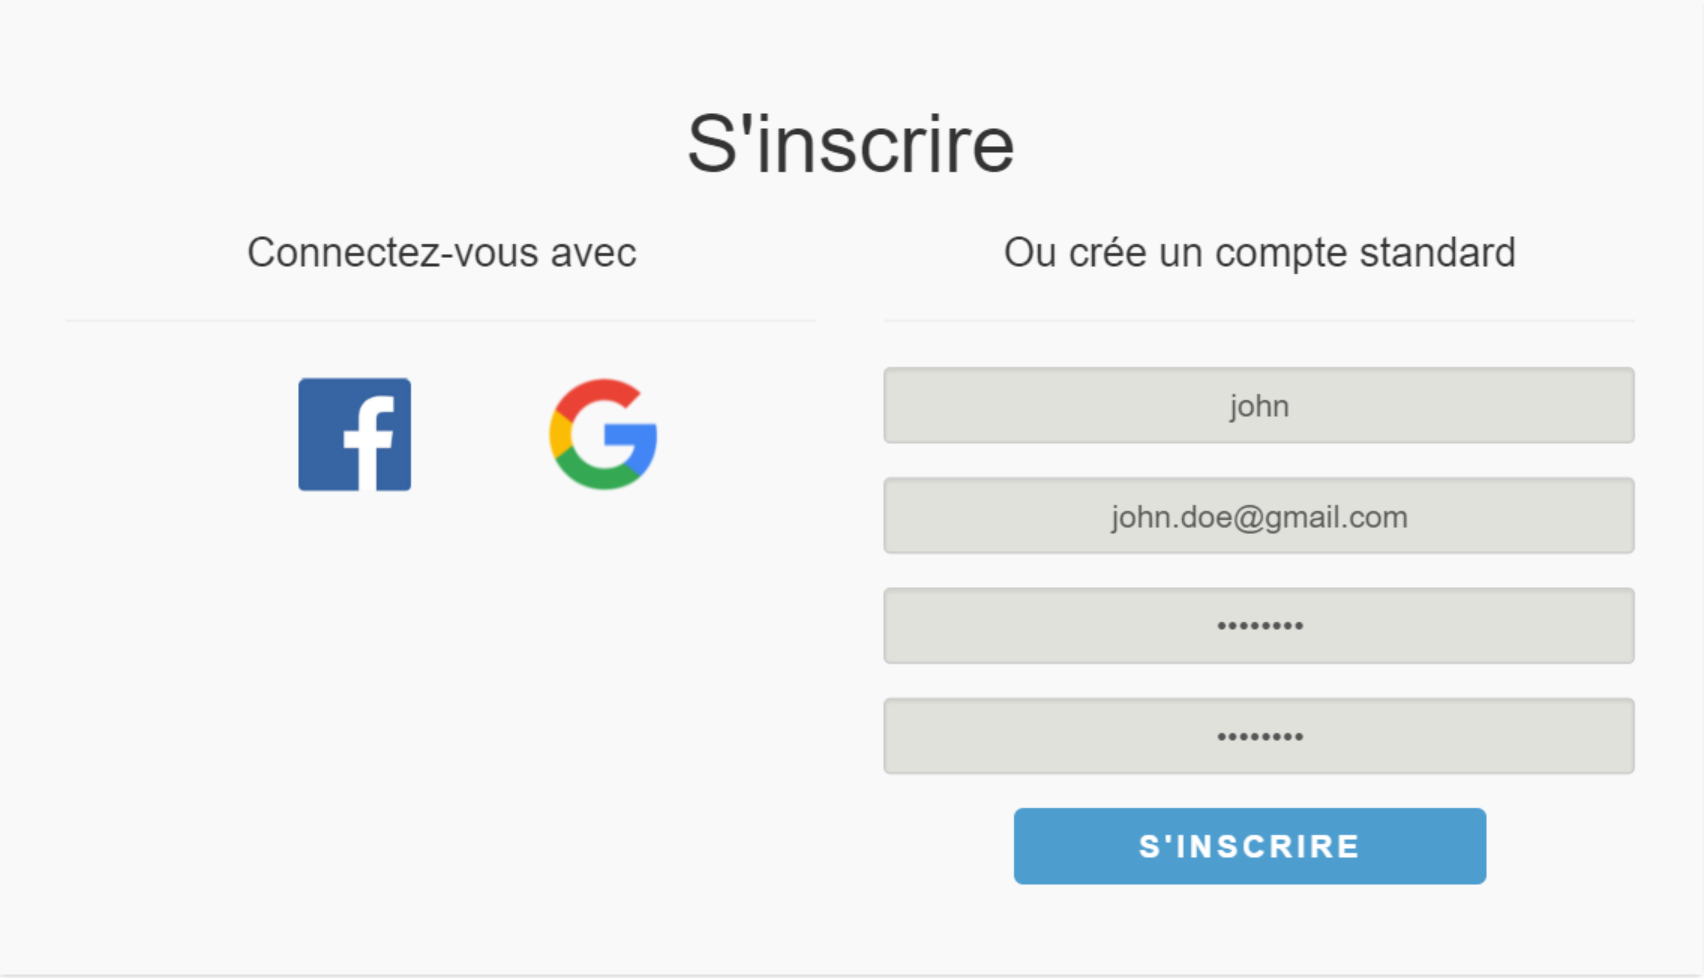 S'inscrire
Connectez-vous avec
Ou crée un compte standard
john
john.doe@gmail.com
••••••••
••••••••
S'INSCRIRE